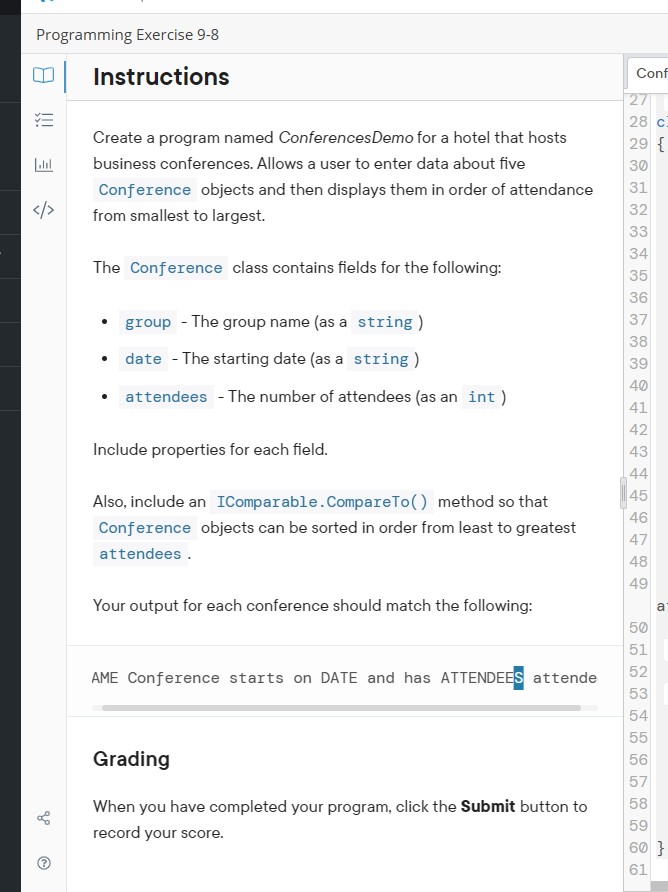 Programming Exercise 9-8
Instructions
Conf
Create a program named ConferencesDemo for a hotel that hosts
business conferences. Allows a user to enter data about five
Conference objects and then displays them in order of attendance
from smallest to largest.
The Conference class contains fields for the following:
• group - The group name (as a string )
• date - The starting date (as a string )
• attendees - The number of attendees (as an int )
Include properties for each field.
Also, include an IComparable.CompareTo() method so that
Conference objects can be sorted in order from least to greatest
attendees .
Your output for each conference should match the following:
AME Conference starts on DATE and has ATTENDEES attende
Grading
When you have completed your program, click the Submit button to
record your score.
27
28 c
29 {
30
31
32
33
34
35
36
37
38
39
40
41
42
43
44
45
46
47
48
49
a
50
51
52
53
54
55
56
57
58
59
60 }
61